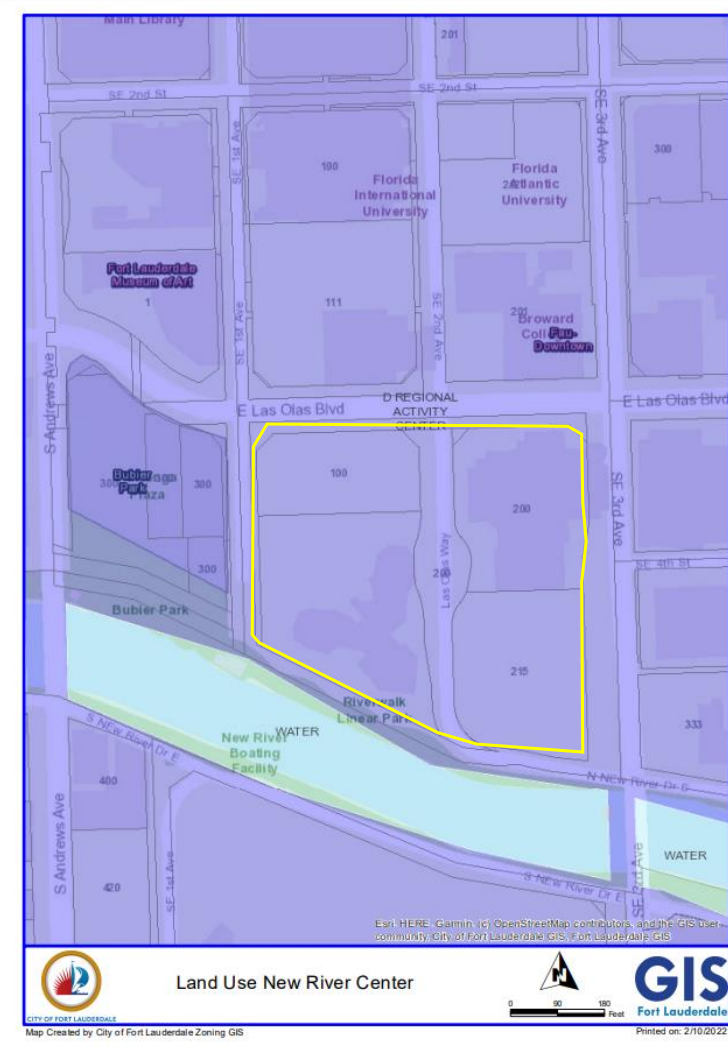 Main Library
201
SE 2nd St
SE 2nd St
SE 1st Ave
SE 3rd Ave
100
300
Florida
International
University
Florida
Atlantic
University
Fort Lauderdale
Museum of Art
1
111
SE 1st Ave
SE 2nd Ave
201
Broward
Fau-
Downtown
S Andrews Ave
D REGIONAL
ACTIVITY
CENTER
E Las Olas Blvd
E Las Olas Blvd
100
200
Bubier
Park
Plaza
300
300
SE 3rd Ave
Las Olas Way
SE 4th St
300
Bubier Park
215
Riverwalk
Linear Park
S NEW River Dr E
New River
Boating
Facility
WATER
333
N NEW River Dr E
400
S Andrews Ave
SE 1st Ave
SE 3rd Ave
WATER
420
S NEW River Dr E
Esri, HERE, Garmin, (c) OpenStreetMap contributors, and the GIS user
community, City of Fort Lauderdale GIS, Fort Lauderdale GIS
CITY OF FORT LAUDERDALE
Land Use New River Center
N
0 90 180
Feet
GIS
Fort Lauderdale
Map Created by City of Fort Lauderdale Zoning GIS
Printed on: 2/10/2022